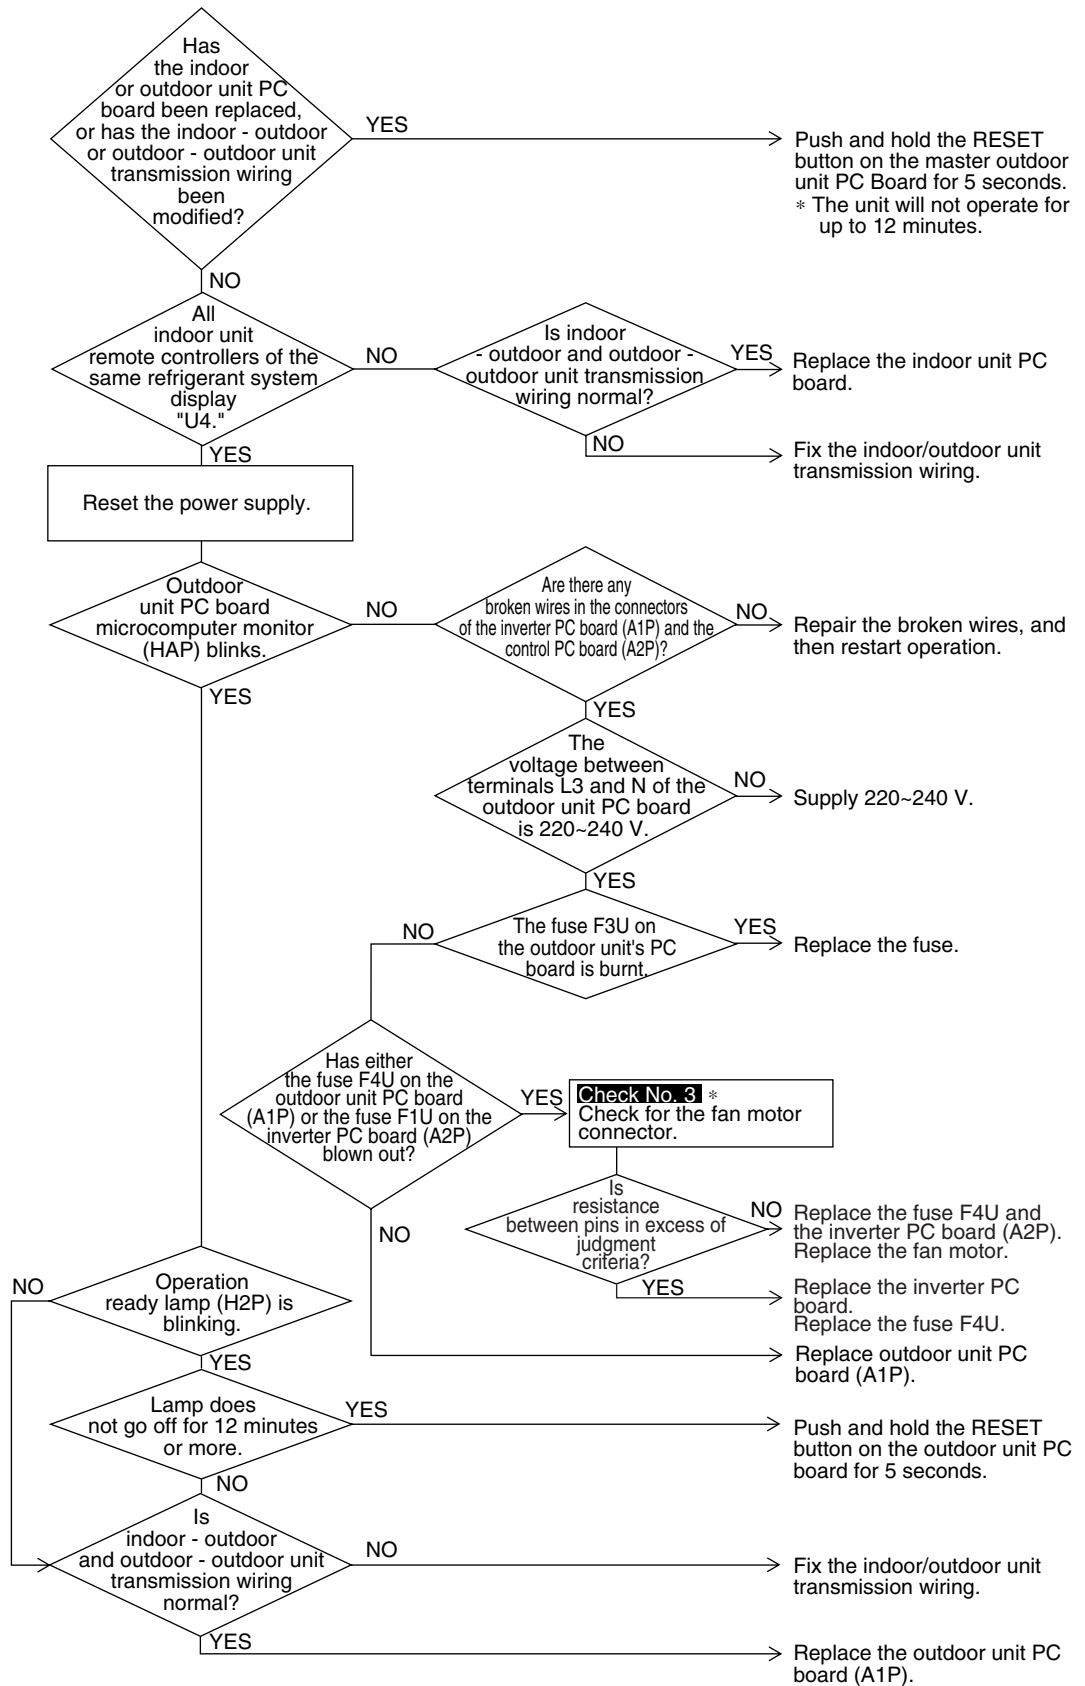 Has
the indoor
or outdoor unit PC
board been replaced,
or has the indoor - outdoor
or outdoor - outdoor unit
transmission wiring
been
modified?
YES
Push and hold the RESET
button on the master outdoor
unit PC Board for 5 seconds.
* The unit will not operate for
up to 12 minutes.
NO
All
indoor unit
remote controllers of the
same refrigerant system
display
"U4."
NO
Is indoor
- outdoor and outdoor -
outdoor unit transmission
wiring normal?
YES
Replace the indoor unit PC
board.
NO
Fix the indoor/outdoor unit
transmission wiring.
YES
Reset the power supply.
Outdoor
unit PC board
microcomputer monitor
(HAP) blinks.
NO
Are there any
broken wires in the connectors
of the inverter PC board (A1P) and the
control PC board (A2P)?
NO
Repair the broken wires, and
then restart operation.
YES
YES
The
voltage between
terminals L3 and N of the
outdoor unit PC board
is 220~240 V.
NO
Supply 220~240 V.
YES
The fuse F3U on
the outdoor unit's PC
board is burnt.
YES
Replace the fuse.
NO
Has either
the fuse F4U on the
outdoor unit PC board
(A1P) or the fuse F1U on the
inverter PC board (A2P)
blown out?
YES
Check No. 3 *
Check for the fan motor
connector.
Is
resistance
between pins in excess of
judgment
criteria?
NO
Replace the fuse F4U and
the inverter PC board (A2P).
Replace the fan motor.
YES
Replace the inverter PC
board.
Replace the fuse F4U.
NO
Replace outdoor unit PC
board (A1P).
Operation
ready lamp (H2P) is
blinking.
NO
YES
Lamp does
not go off for 12 minutes
or more.
YES
Push and hold the RESET
button on the outdoor unit PC
board for 5 seconds.
NO
Is
indoor - outdoor
and outdoor - outdoor unit
transmission wiring
normal?
NO
Fix the indoor/outdoor unit
transmission wiring.
YES
Replace the outdoor unit PC
board (A1P).